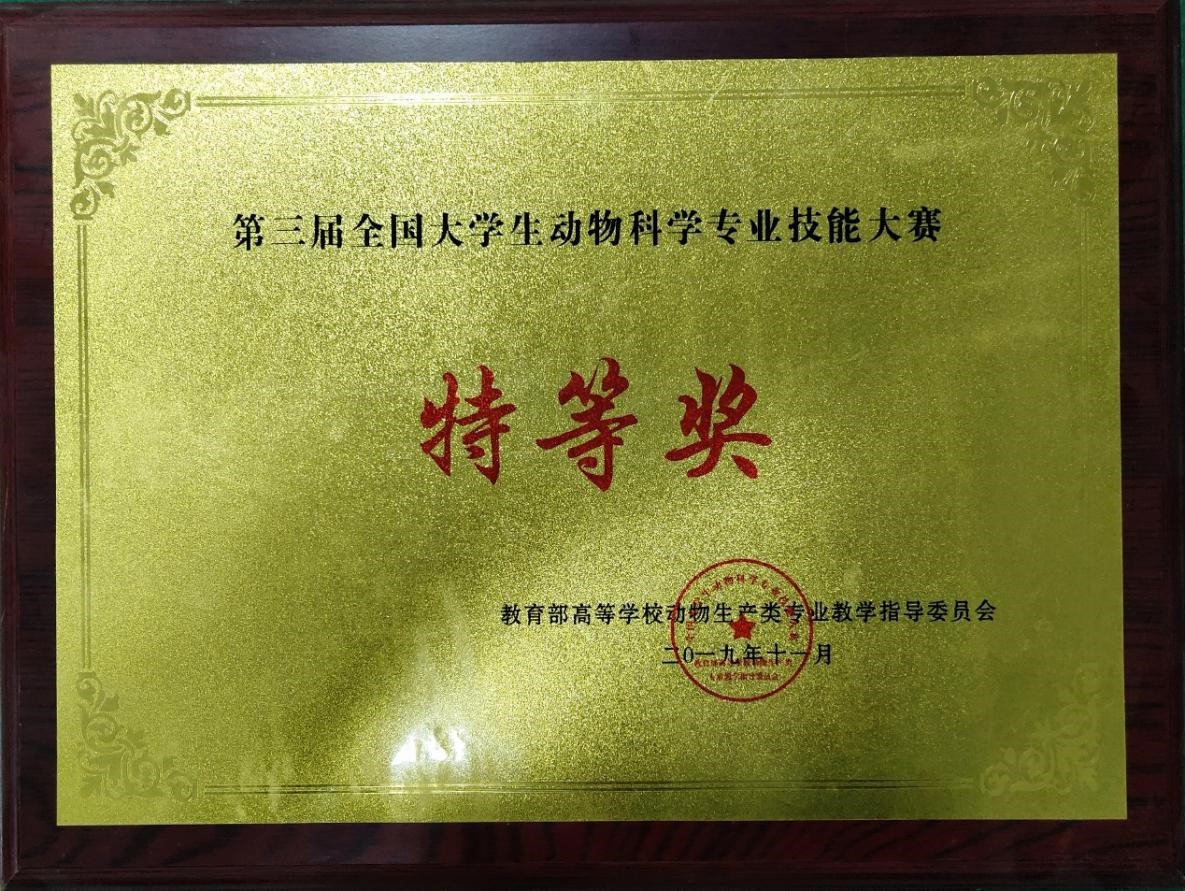 第三届全国大学生动物科学专业技能大赛
特等奖
教育部高等学校动物生产类专业教学指导委员会
二0一九年十一月